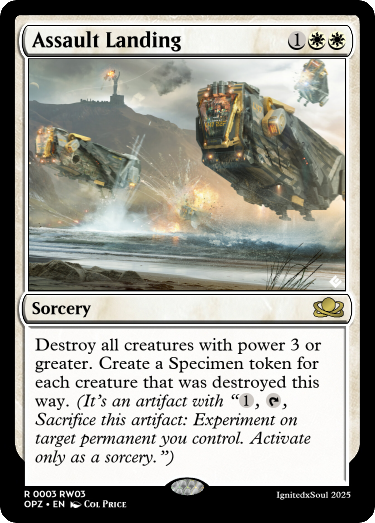 Assault Landing 1
Sorcery
Destroy all creatures with power 3 or
greater. Create a Specimen token for
each creature that was destroyed this
way. (It's an artifact with “1, ,
Sacrifice this artifact: Experiment on
target permanent you control. Activate
only as a sorcery.”)
R 0003 RW03
OPZ • EN Col Price
IgnitedxSoul 2025